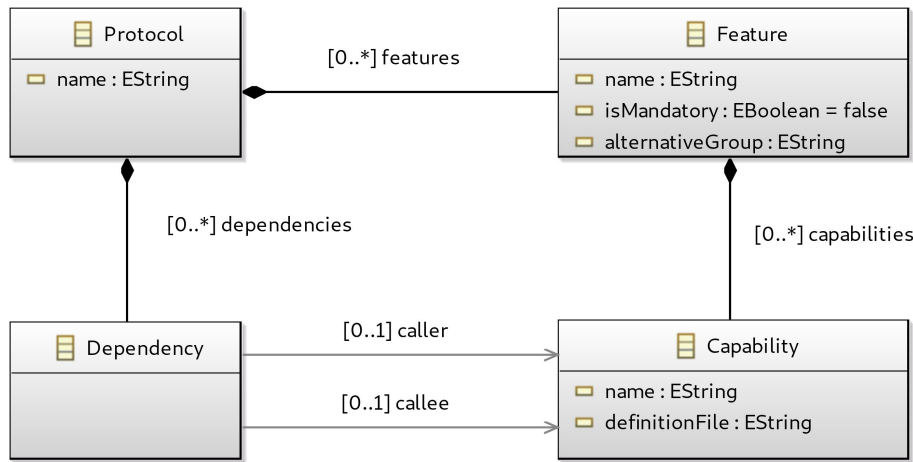 Protocol
name : EString
[0..*] features
Feature
name : EString
isMandatory : EBoolean = false
alternativeGroup : EString
[0..*] dependencies
[0..*] capabilities
Dependency
[0..1] caller
[0..1] callee
Capability
name : EString
definitionFile : EString